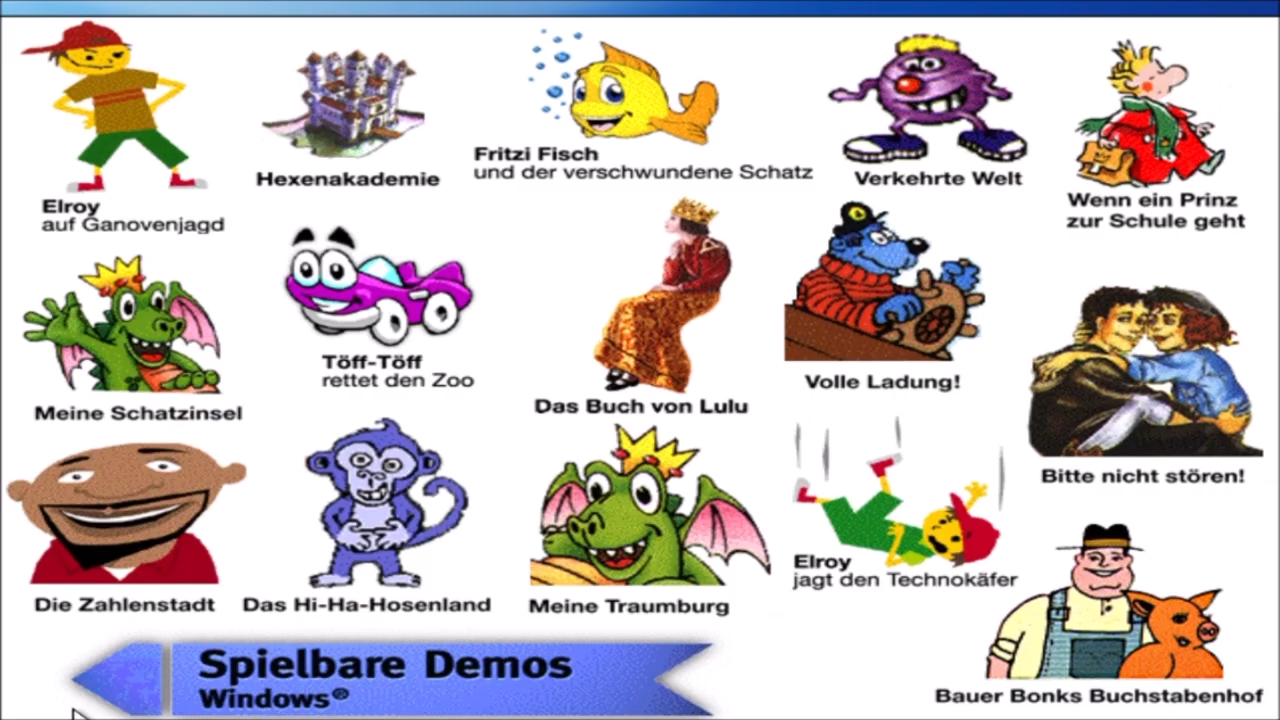 Elroy
auf Ganovenjagd
Hexenakademie
Fritzi Fisch
und der verschwundene Schatz
Verkehrte Welt
Wenn ein Prinz
zur Schule geht
Meine Schatzinsel
Töff-Töff
rettet den Zoo
Das Buch von Lulu
Volle Ladung!
Bitte nicht stören!
Die Zahlenstadt
Das Hi-Ha-Hosenland
Meine Traumburg
Elroy
jagt den Technokäfer
Bauer Bonks Buchstabenhof
Spielbare Demos
Windows®